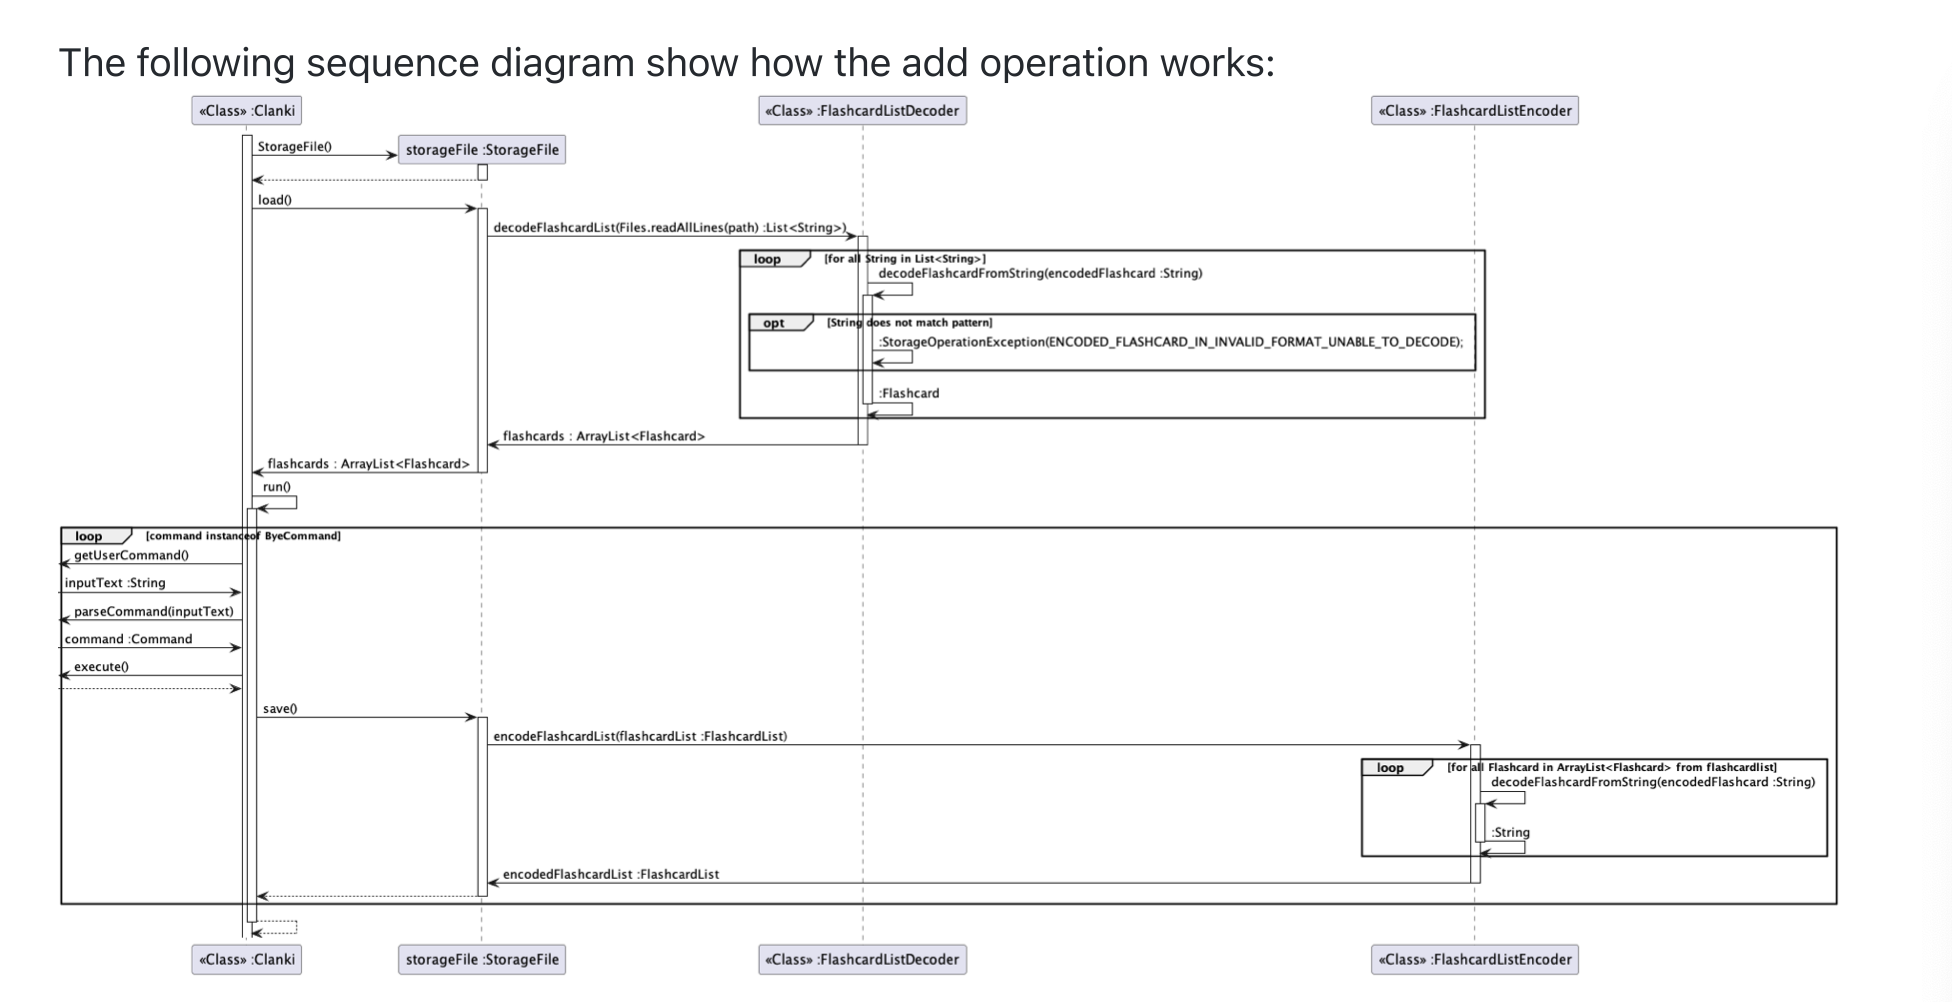 The following sequence diagram show how the add operation works:
«Class» :Clanki
«Class» :FlashcardListDecoder
«Class» :FlashcardListEncoder
StorageFile()
storageFile :StorageFile
load()
decodeFlashcardList(Files.readAllLines(path) :List<String>)
loop
[for all String in List<String>]
decodeFlashcardFromString(encodedFlashcard :String)
opt
[String does not match pattern]
:StorageOperationException(ENCODED_FLASHCARD_IN_INVALID_FORMAT_UNABLE_TO_DECODE);
:Flashcard
flashcards : ArrayList<Flashcard>
flashcards : ArrayList<Flashcard>
run()
loop
[command instanceof ByeCommand]
getUserCommand()
inputText :String
parseCommand(inputText)
command :Command
execute()
save()
encodeFlashcardList(flashcardList :FlashcardList)
loop
[for all Flashcard in ArrayList<Flashcard> from flashcardlist]
decodeFlashcardFromString(encodedFlashcard :String)
:String
encodedFlashcardList :FlashcardList
«Class» :Clanki
storageFile :StorageFile
«Class» :FlashcardListDecoder
«Class» :FlashcardListEncoder